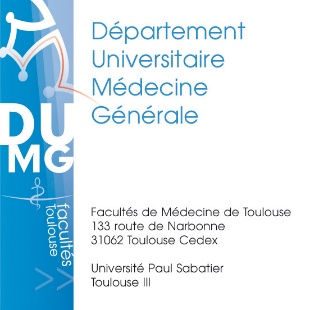 Département
Universitaire
Médecine
Générale
DU
MG
facultés
Toulouse
Facultés de Médecine de Toulouse
133 route de Narbonne
31062 Toulouse Cedex
Université Paul Sabatier
Toulouse III
>>